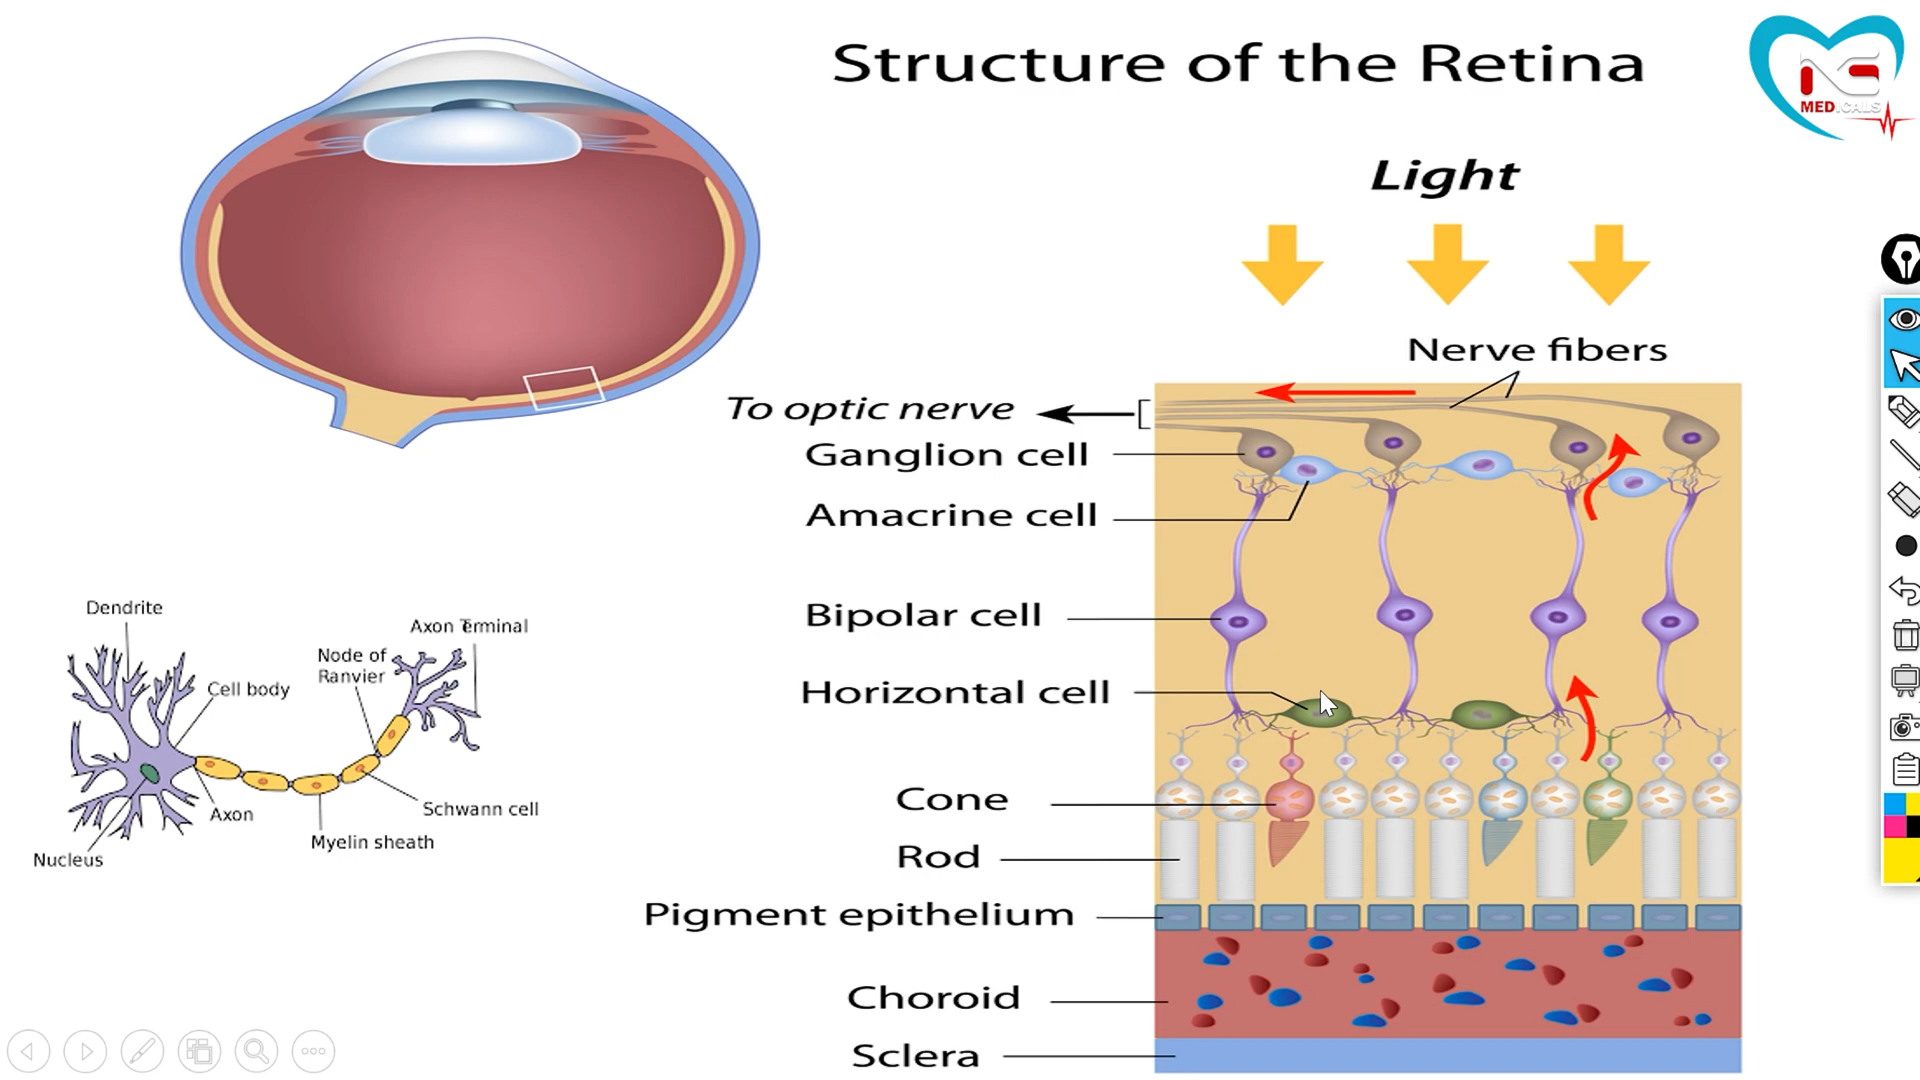 Structure of the Retina
NS
MEDICALS
Light
Nerve fibers
To optic nerve
Ganglion cell
Amacrine cell
Bipolar cell
Horizontal cell
Cone
Rod
Pigment epithelium
Choroid
Sclera
Dendrite
Axon Terminal
Node of
Ranvier
Cell body
Schwann cell
Axon
Myelin sheath
Nucleus